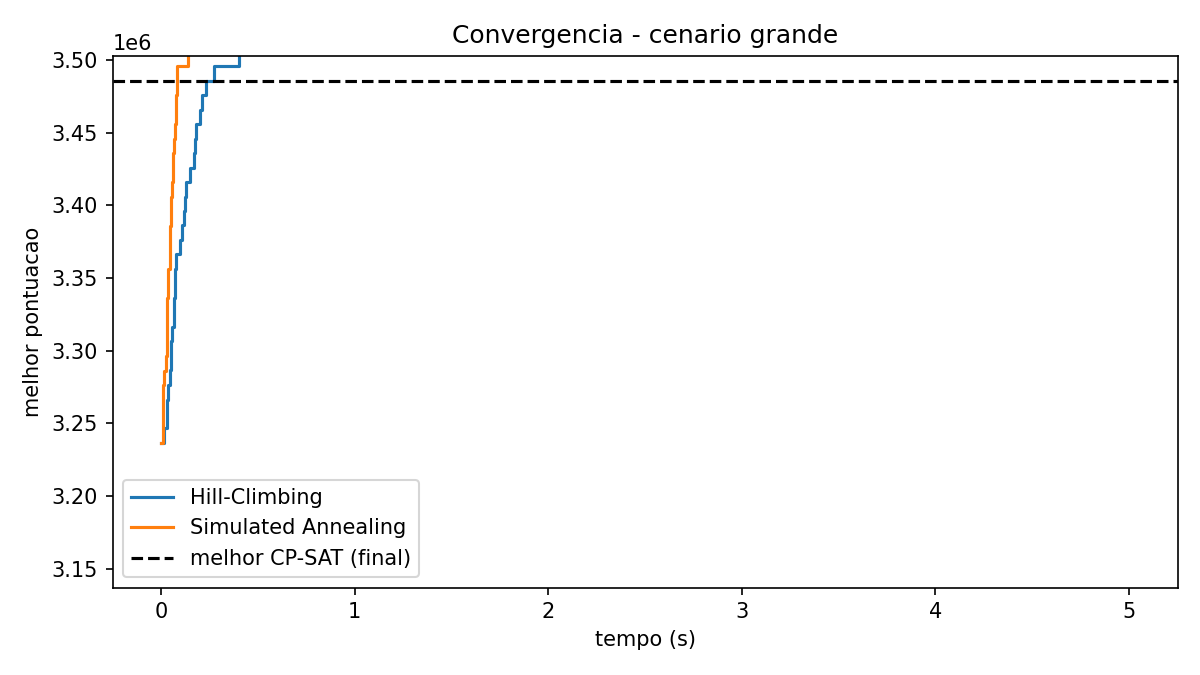 Convergencia - cenario grande
1e6
3.50
3.45
3.40
3.35
3.30
3.25
3.20
3.15
melhor pontuacao
Hill-Climbing
Simulated Annealing
melhor CP-SAT (final)
0 1 2 3 4 5
tempo (s)